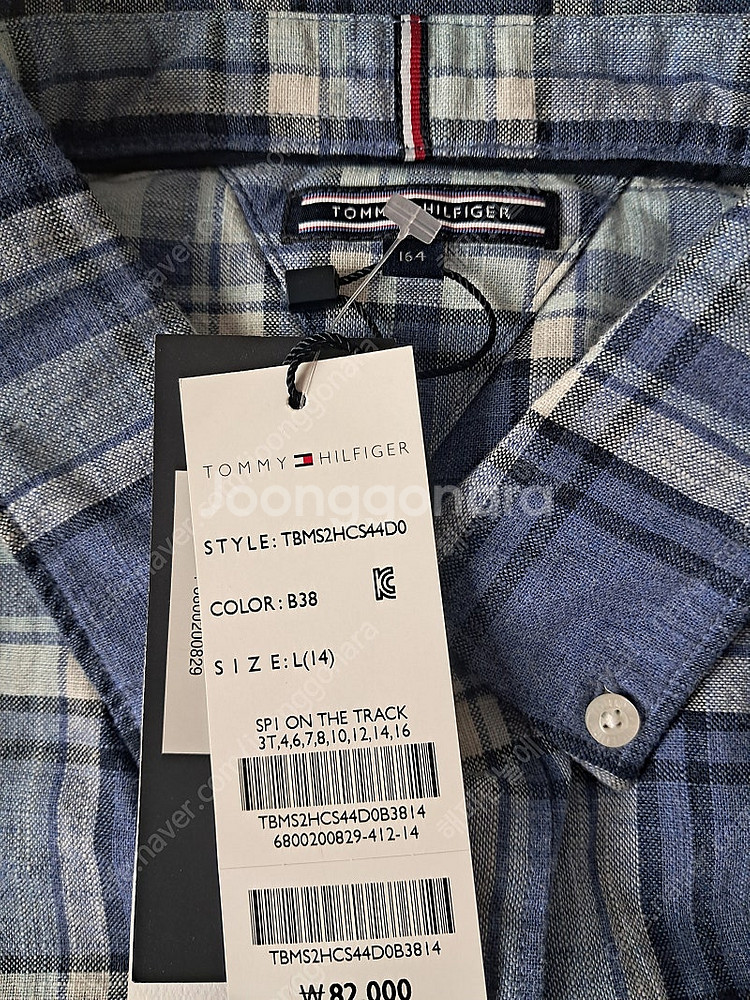 TOMMY HILFIGER
164
TOMMY HILFIGER
Joonggonara
STYLE: TBMS2HCS44D0
COLOR: B38
6800200829
SIZE: L(14)
SP1 ON THE TRACK
3T,4,6,7,8,10,12,14,16
TBMS2HCS44D0B3814
6800200829-412-14
TBMS2HCS44D0B3814
₩82,000